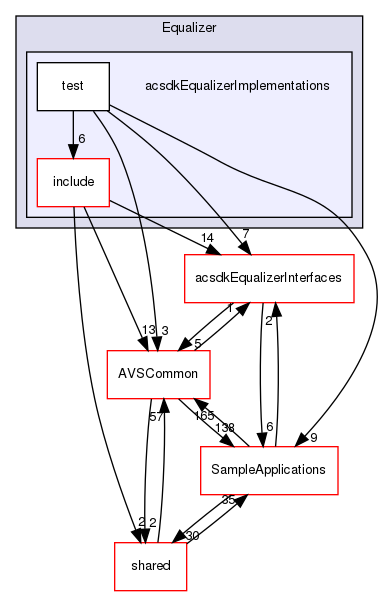 Equalizer
test
acsdkEqualizerImplementations
6
include
14
7
acsdkEqualizerInterfaces
1
2
13
3
5
AVSCommon
57
165
138
6
9
SampleApplications
35
2
2
30
shared